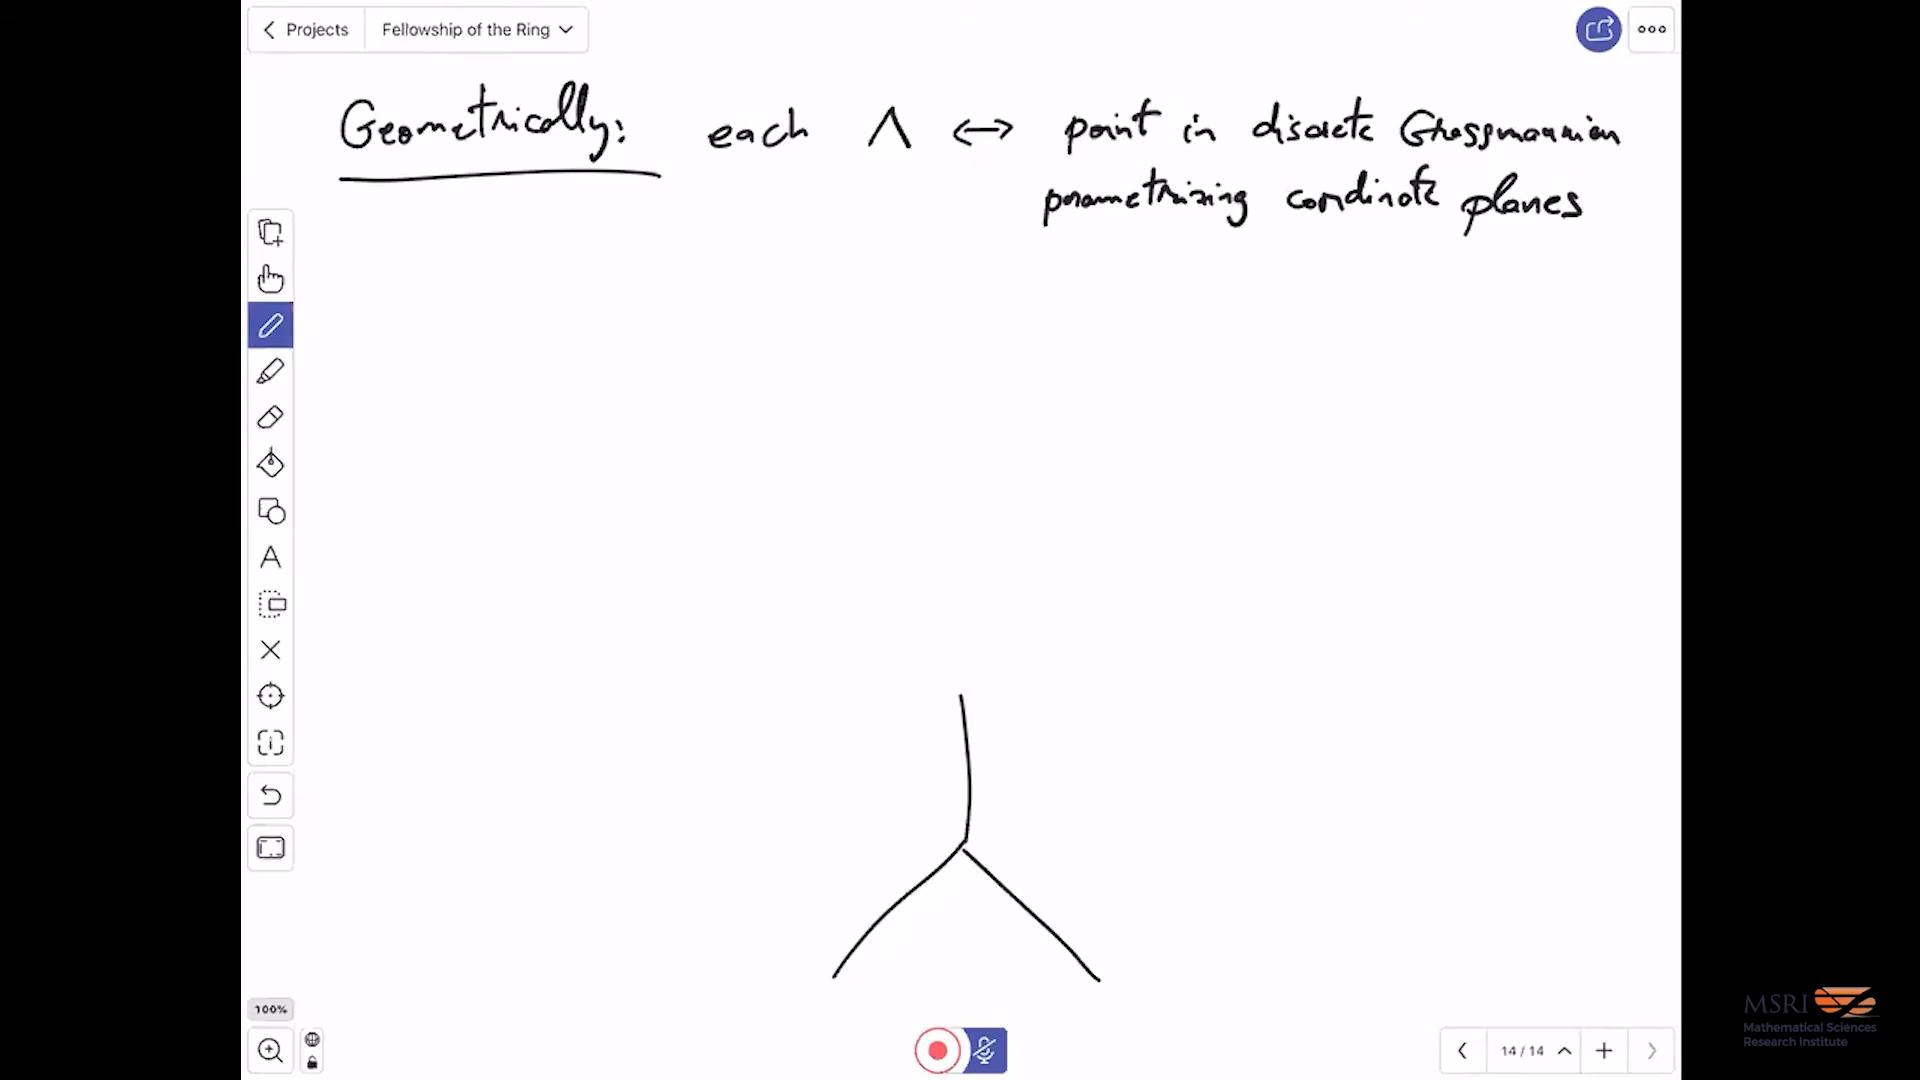 Projects Fellowship of the Ring
Geometrically: each Λ ↔ point in discrete Grassmannian
parametrizing coordinate planes
A
100%
14 / 14
MSRI
Mathematical Sciences
Research Institute